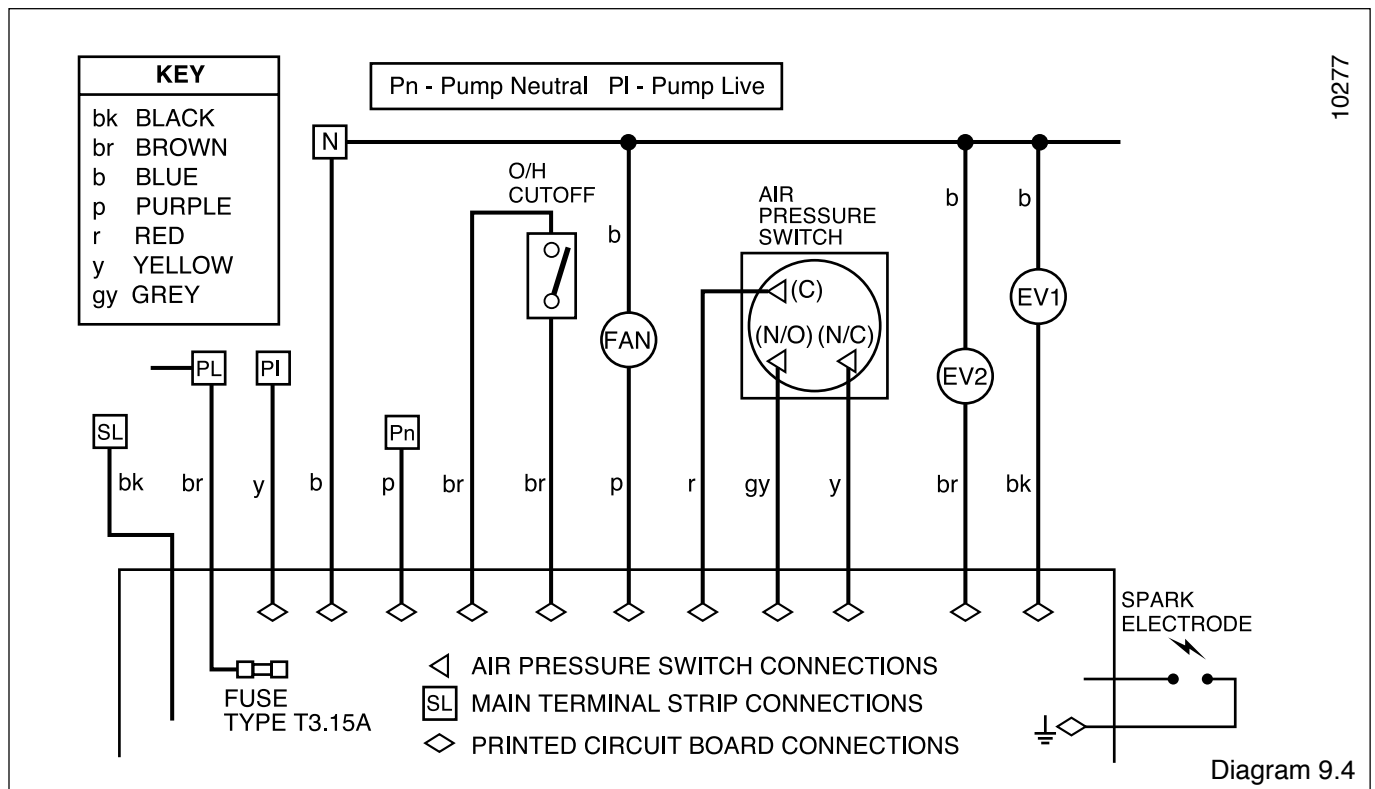 KEY
bk BLACK
br BROWN
b BLUE
p PURPLE
r RED
y YELLOW
gy GREY
Pn - Pump Neutral Pl - Pump Live
10277
N
O/H
CUTOFF
b
AIR
PRESSURE
SWITCH
b
b
(C)
EV1
(N/O) (N/C)
FAN
PL
Pl
EV2
SL
Pn
bk
br
y
b
p
br
br
p
r
gy
y
br
bk
SPARK
ELECTRODE
AIR PRESSURE SWITCH CONNECTIONS
FUSE
TYPE T3.15A
SL MAIN TERMINAL STRIP CONNECTIONS
PRINTED CIRCUIT BOARD CONNECTIONS
Diagram 9.4